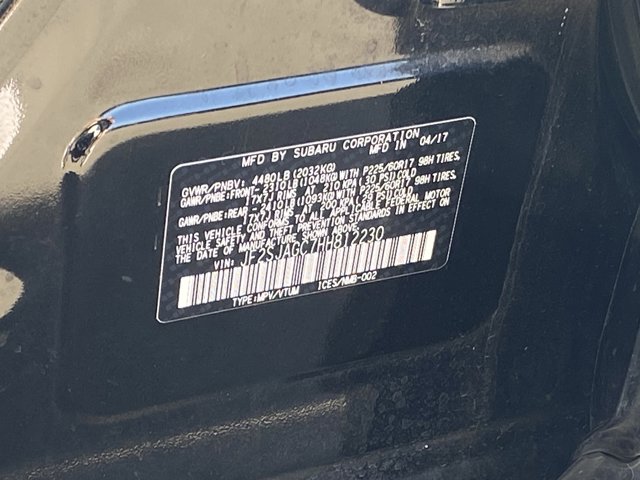 MFD BY SUBARU CORPORATION
MADE IN 04/17
GVWR/PNBV: 4480LB(2032KG)
GAWR/PNBE:FRONT-2310LB(1048KG)WITH P225/60R17 98H TIRES,
17X7J RIMS AT 210 KPA(30 PSI)COLD
GAWR/PNBE:REAR -2410LB(1093KG)WITH P225/60R17 98H TIRES,
17X7J RIMS AT 200 KPA(29 PSI)COLD
THIS VEHICLE CONFORMS TO ALL APPLICABLE FEDERAL MOTOR
VEHICLE SAFETY AND THEFT PREVENTION STANDARDS IN EFFECT
ON THE DATE OF MANUFACTURE SHOWN ABOVE.
VIN: JF2SJAGC7HH812230
TYPE:MPV/VTUM ICES/NMB-002